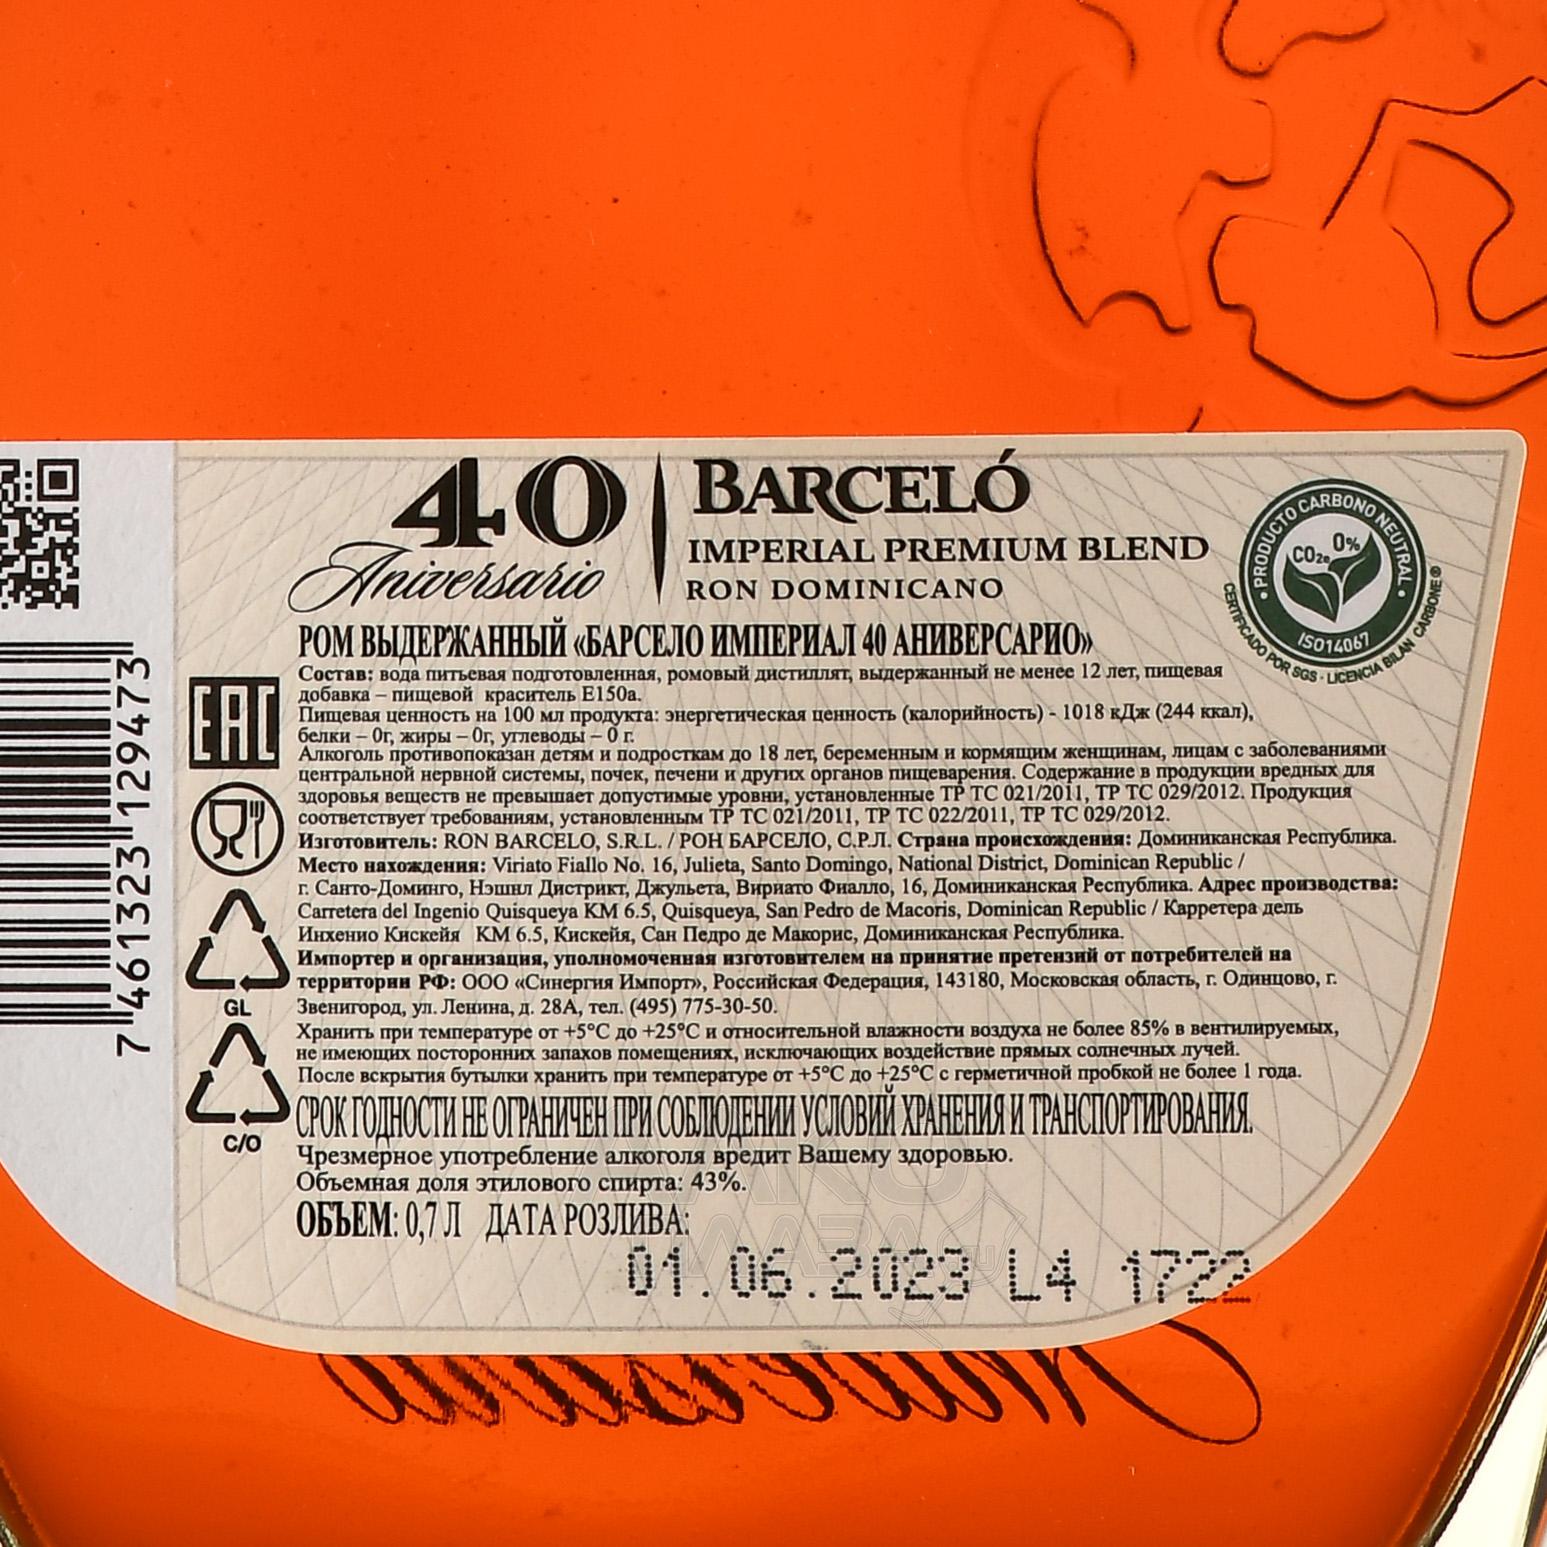 40
Aniversario
BARCELÓ
IMPERIAL PREMIUM BLEND
RON DOMINICANO
• PRODUCTO CARBONO NEUTRAL •
CO2e 0%
ISO14067
CERTIFICADO POR SGS · LICENCIA BILAN CARBONE®
РОМ ВЫДЕРЖАННЫЙ «БАРСЕЛО ИМПЕРИАЛ 40 АНИВЕРСАРИО»
Состав: вода питьевая подготовленная, ромовый дистиллят, выдержанный не менее 12 лет, пищевая
добавка – пищевой краситель Е150а.
Пищевая ценность на 100 мл продукта: энергетическая ценность (калорийность) - 1018 кДж (244 ккал),
белки – 0г, жиры – 0г, углеводы – 0 г.
Алкоголь противопоказан детям и подросткам до 18 лет, беременным и кормящим женщинам, лицам с заболеваниями
центральной нервной системы, почек, печени и других органов пищеварения. Содержание в продукции вредных для
здоровья веществ не превышает допустимые уровни, установленные ТР ТС 021/2011, ТР ТС 029/2012. Продукция
соответствует требованиям, установленным ТР ТС 021/2011, ТР ТС 022/2011, ТР ТС 029/2012.
Изготовитель: RON BARCELO, S.R.L. / РОН БАРСЕЛО, С.Р.Л. Страна происхождения: Доминиканская Республика.
Место нахождения: Viriato Fiallo No. 16, Julieta, Santo Domingo, National District, Dominican Republic /
г. Санто-Доминго, Нэшнл Дистрикт, Джульета, Вириато Фиалло, 16, Доминиканская Республика. Адрес производства:
Carretera del Ingenio Quisqueya KM 6.5, Quisqueya, San Pedro de Macoris, Dominican Republic / Карретера дель
Инхенио Кискейя КМ 6.5, Кискейя, Сан Педро де Макорис, Доминиканская Республика.
Импортер и организация, уполномоченная изготовителем на принятие претензий от потребителей на
территории РФ: ООО «Синергия Импорт», Российская Федерация, 143180, Московская область, г. Одинцово, г.
Звенигород, ул. Ленина, д. 28А, тел. (495) 775-30-50.
Хранить при температуре от +5°С до +25°С и относительной влажности воздуха не более 85% в вентилируемых,
не имеющих посторонних запахов помещениях, исключающих воздействие прямых солнечных лучей.
После вскрытия бутылки хранить при температуре от +5°С до +25°С с герметичной пробкой не более 1 года.
СРОК ГОДНОСТИ НЕ ОГРАНИЧЕН ПРИ СОБЛЮДЕНИИ УСЛОВИЙ ХРАНЕНИЯ И ТРАНСПОРТИРОВАНИЯ.
Чрезмерное употребление алкоголя вредит Вашему здоровью.
Объемная доля этилового спирта: 43%.
ОБЪЕМ: 0,7 Л ДАТА РОЗЛИВА:
01.06.2023 L4 1722
EAC
GL
C/O
7 461323 129473